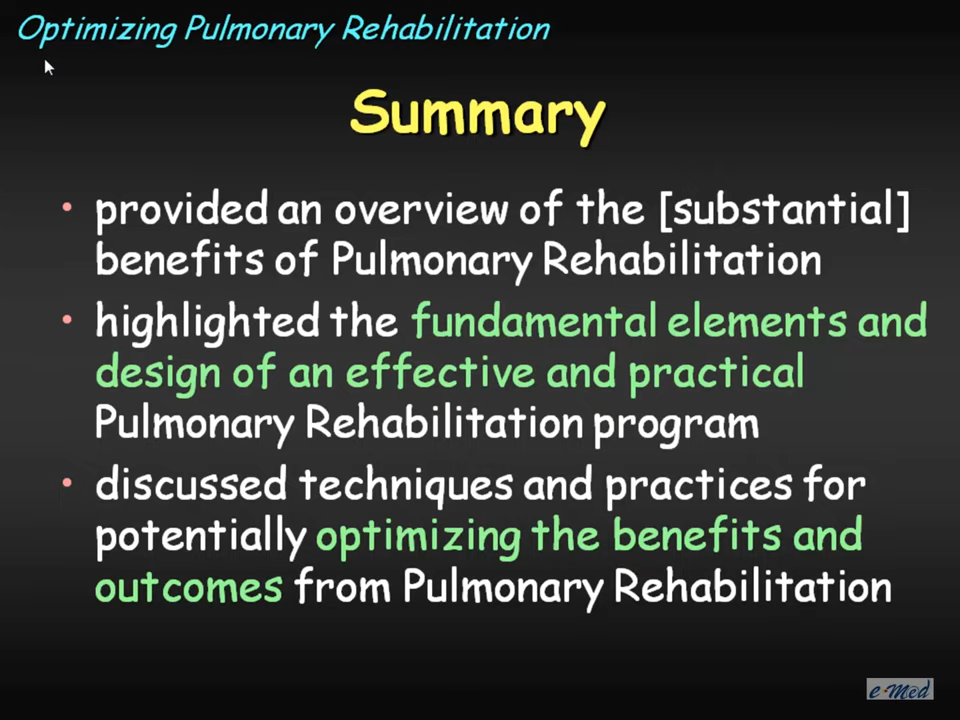 Optimizing Pulmonary Rehabilitation
Summary
• provided an overview of the [substantial]
benefits of Pulmonary Rehabilitation
• highlighted the fundamental elements and
design of an effective and practical
Pulmonary Rehabilitation program
• discussed techniques and practices for
potentially optimizing the benefits and
outcomes from Pulmonary Rehabilitation
e-Med